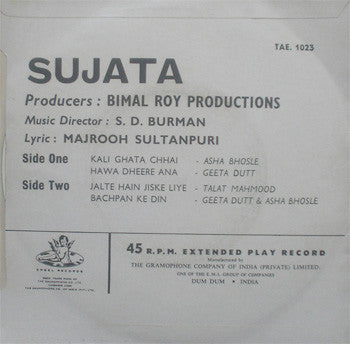 TAE. 1023
SUJATA
Producers : BIMAL ROY PRODUCTIONS
Music Director : S. D. BURMAN
Lyric : MAJROOH SULTANPURI
Side One KALI GHATA CHHAI - ASHA BHOSLE
HAWA DHEERE ANA - GEETA DUTT
Side Two JALTE HAIN JISKE LIYE - TALAT MAHMOOD
BACHPAN KE DIN - GEETA DUTT & ASHA BHOSLE
45 R.P.M. EXTENDED PLAY RECORD
Manufactured by
THE GRAMOPHONE COMPANY OF INDIA (PRIVATE) LIMITED.
ONE OF THE E.M.I. GROUP OF COMPANIES
DUM DUM • INDIA
ANGEL RECORDS